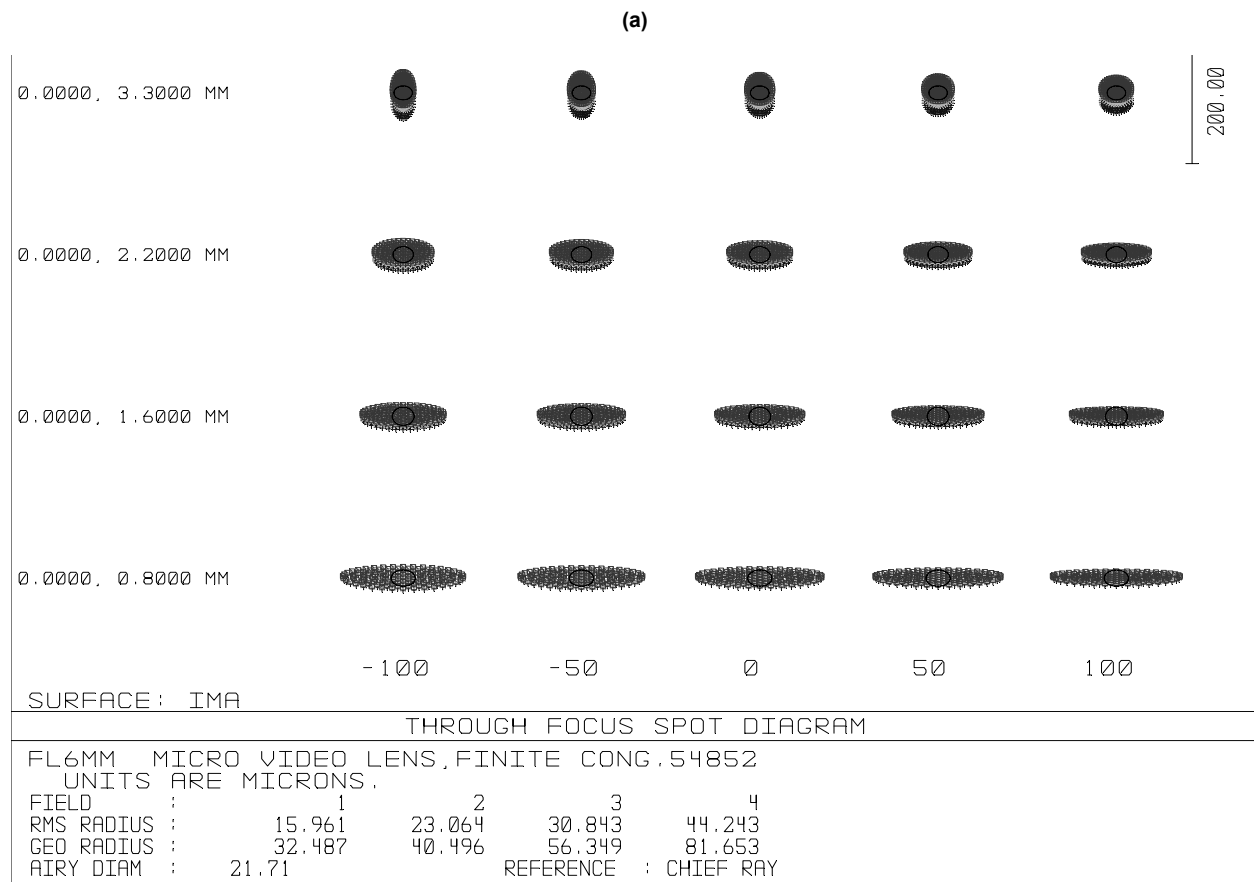 (a)
0.0000, 3.3000 MM
200.00
0.0000, 2.2000 MM
0.0000, 1.6000 MM
0.0000, 0.8000 MM
-100 -50 0 50 100
SURFACE: IMA
THROUGH FOCUS SPOT DIAGRAM
FL6MM MICRO VIDEO LENS,FINITE CONG.54852
UNITS ARE MICRONS.
FIELD : 1 2 3 4
RMS RADIUS : 15.961 23.064 30.843 44.243
GEO RADIUS : 32.487 40.496 56.349 81.653
AIRY DIAM : 21.71 REFERENCE : CHIEF RAY